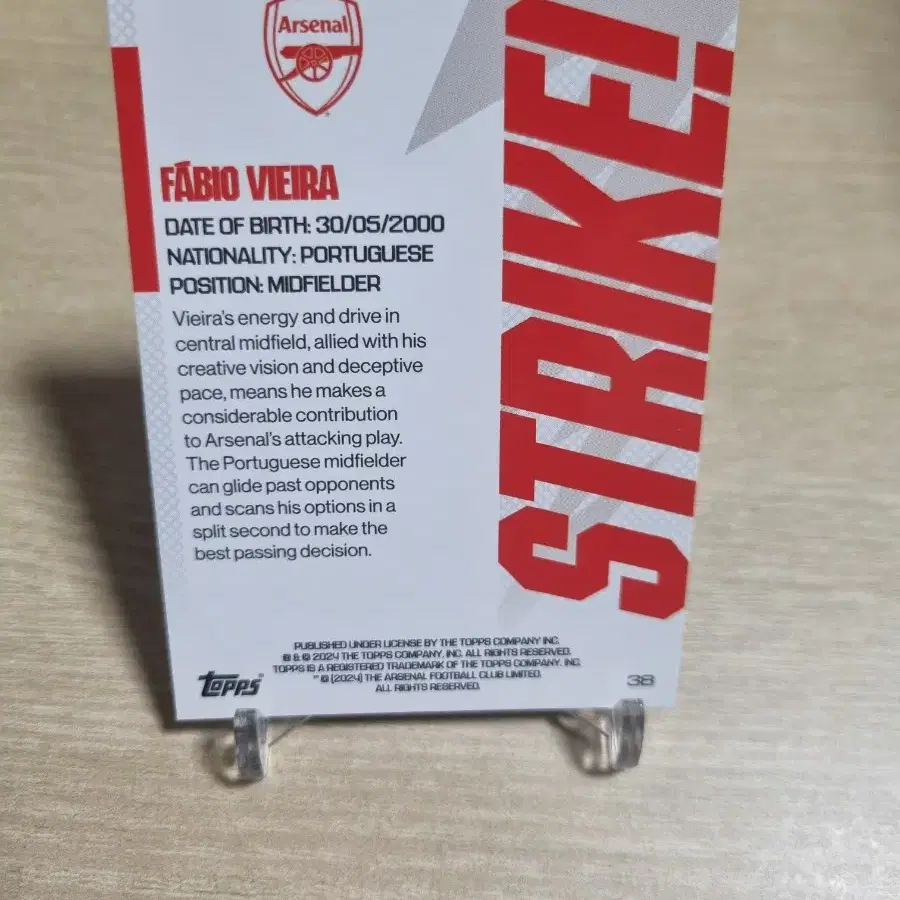 Arsenal
FÁBIO VIEIRA
DATE OF BIRTH: 30/05/2000
NATIONALITY: PORTUGUESE
POSITION: MIDFIELDER
Vieira's energy and drive in
central midfield, allied with his
creative vision and deceptive
pace, means he makes a
considerable contribution
to Arsenal's attacking play.
The Portuguese midfielder
can glide past opponents
and scans his options in a
split second to make the
best passing decision.
STRIKE!
PUBLISHED UNDER LICENSE BY THE TOPPS COMPANY INC.
® & © 2024 THE TOPPS COMPANY, INC. ALL RIGHTS RESERVED.
TOPPS IS A REGISTERED TRADEMARK OF THE TOPPS COMPANY, INC.
™ © (2024) THE ARSENAL FOOTBALL CLUB LIMITED.
ALL RIGHTS RESERVED.
topps
38